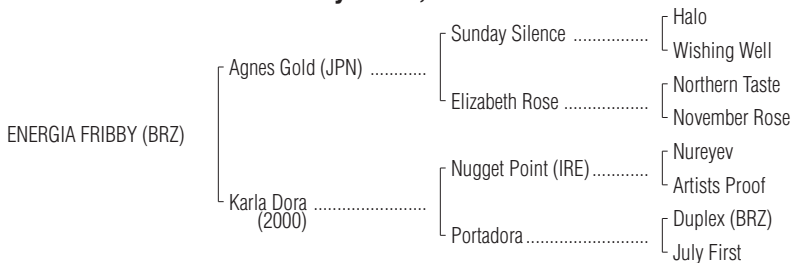 Halo
Sunday Silence ................
Wishing Well
Agnes Gold (JPN) ............
Northern Taste
Elizabeth Rose ..................
November Rose
ENERGIA FRIBBY (BRZ)
Nureyev
Nugget Point (IRE) ............
Artists Proof
Karla Dora ........................
(2000)
Duplex (BRZ)
Portadora ..........................
July First